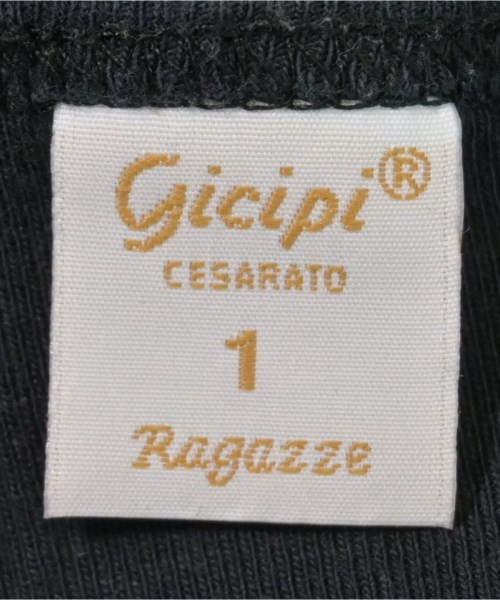 Gicipi®
CESARATO
1
Ragazze